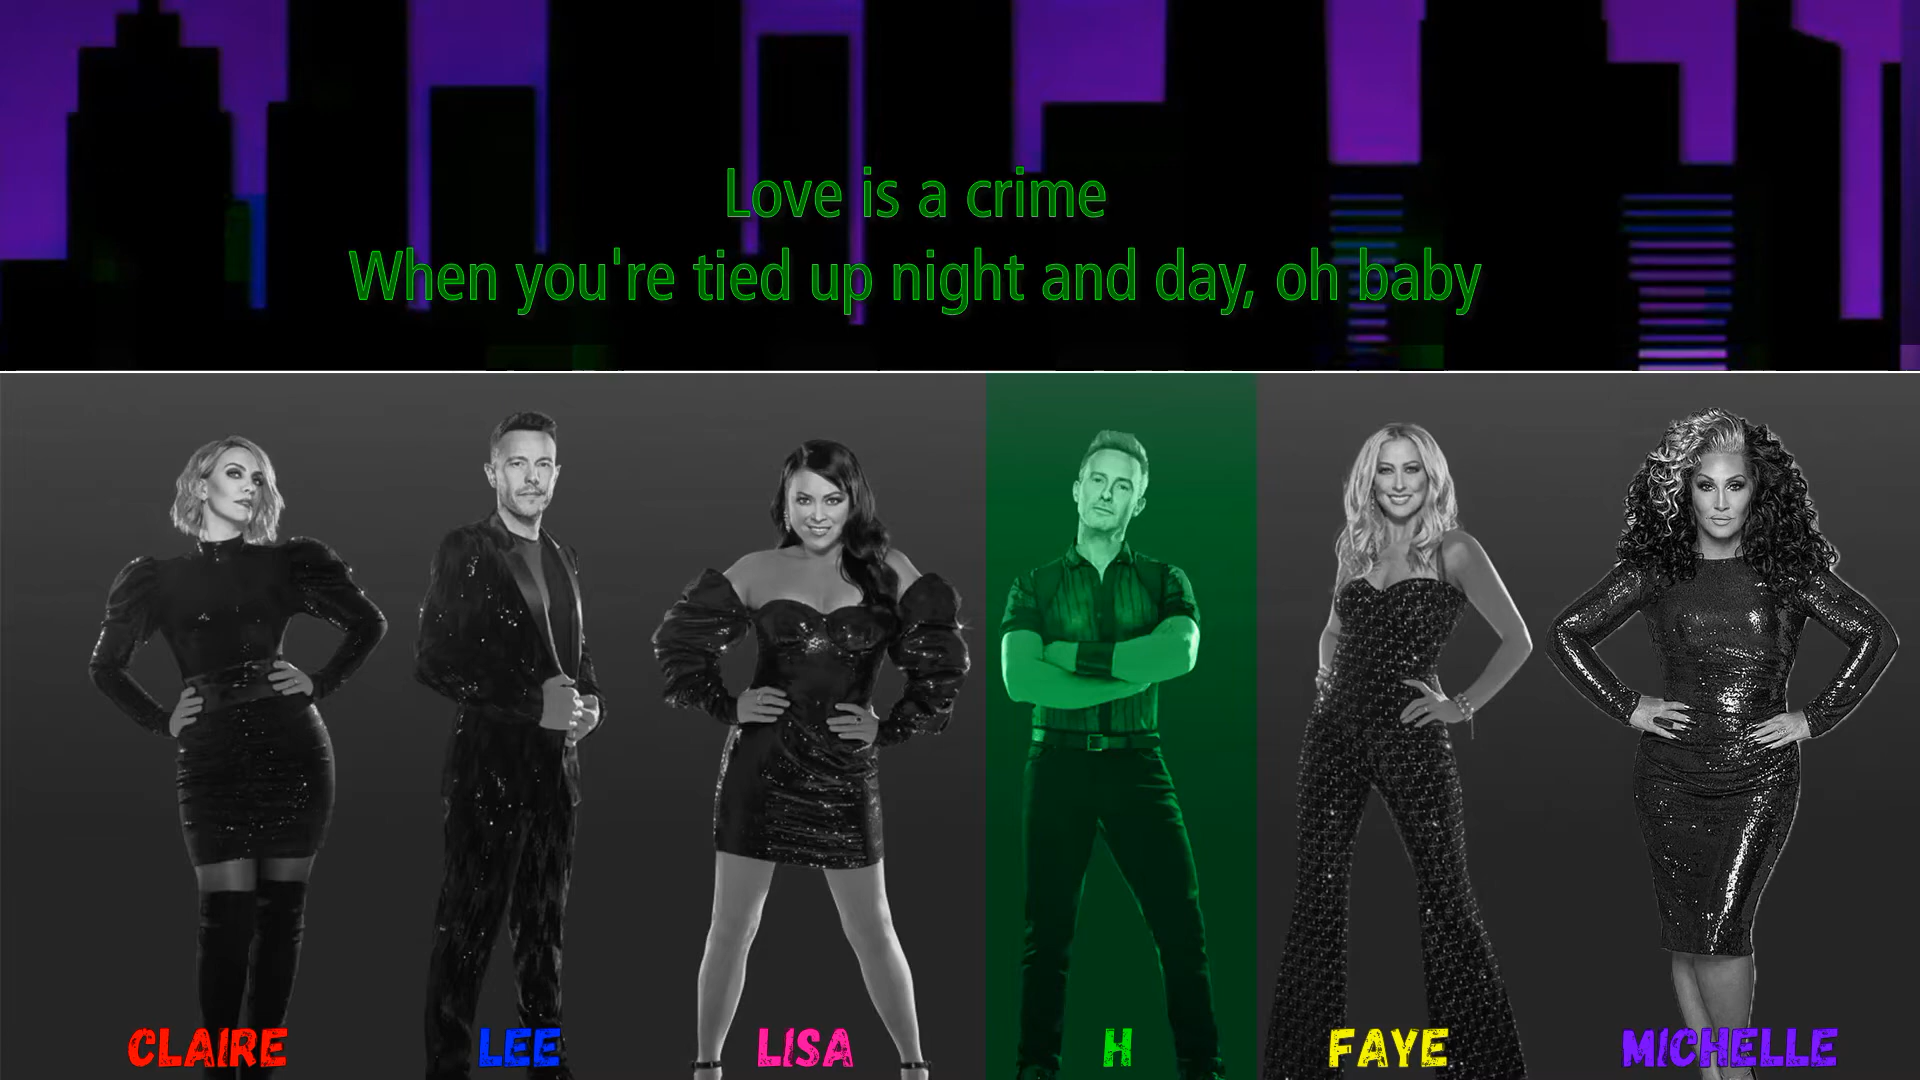 Love is a crime
When you're tied up night and day, oh baby
CLAIRE LEE LISA H FAYE MICHELLE